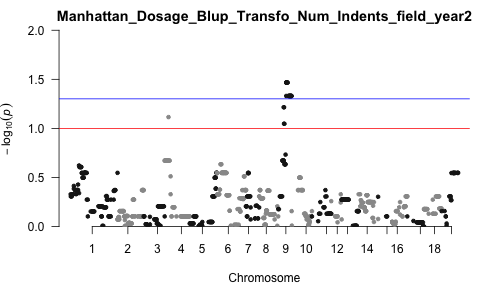 Manhattan_Dosage_Blup_Transfo_Num_Indents_field_year2
2.0
1.5
1.0
0.5
0.0
− log₁₀(p)
1 2 3 4 5 6 7 8 9 10 12 14 16 18
Chromosome